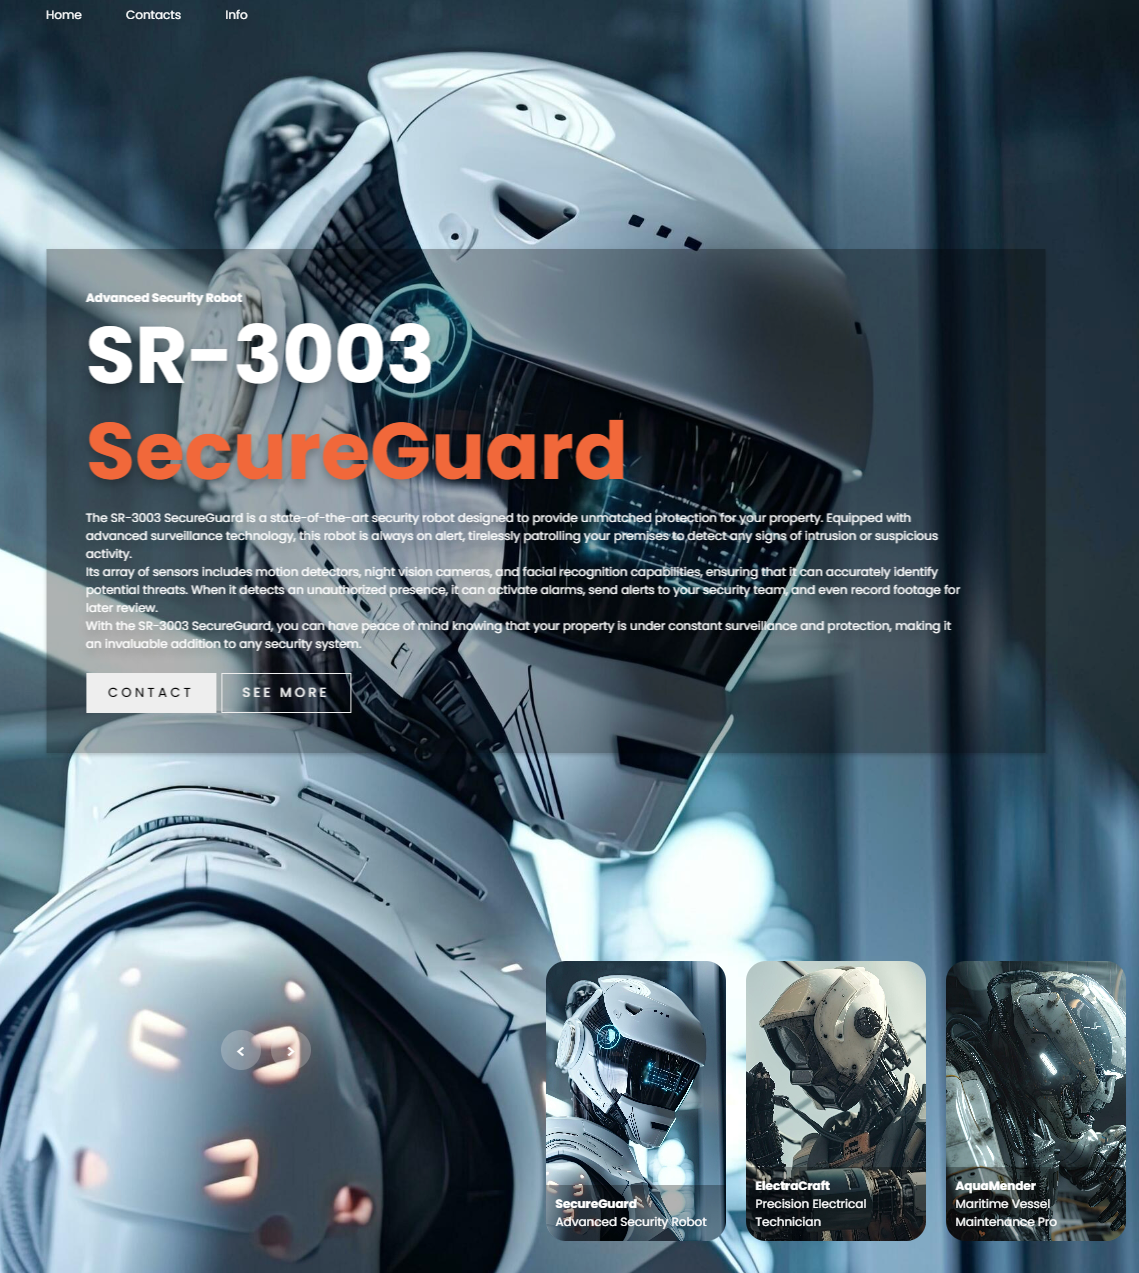 Home Contacts Info
Advanced Security Robot
SR-3003
SecureGuard
The SR-3003 SecureGuard is a state-of-the-art security robot designed to provide unmatched protection for your property. Equipped with
advanced surveillance technology, this robot is always on alert, tirelessly patrolling your premises to detect any signs of intrusion or suspicious
activity.
Its array of sensors includes motion detectors, night vision cameras, and facial recognition capabilities, ensuring that it can accurately identify
potential threats. When it detects an unauthorized presence, it can activate alarms, send alerts to your security team, and even record footage for
later review.
With the SR-3003 SecureGuard, you can have peace of mind knowing that your property is under constant surveillance and protection, making it
an invaluable addition to any security system.
CONTACT SEE MORE
< >
SecureGuard
Advanced Security Robot
ElectraCraft
Precision Electrical
Technician
AquaMender
Maritime Vessel
Maintenance Pro